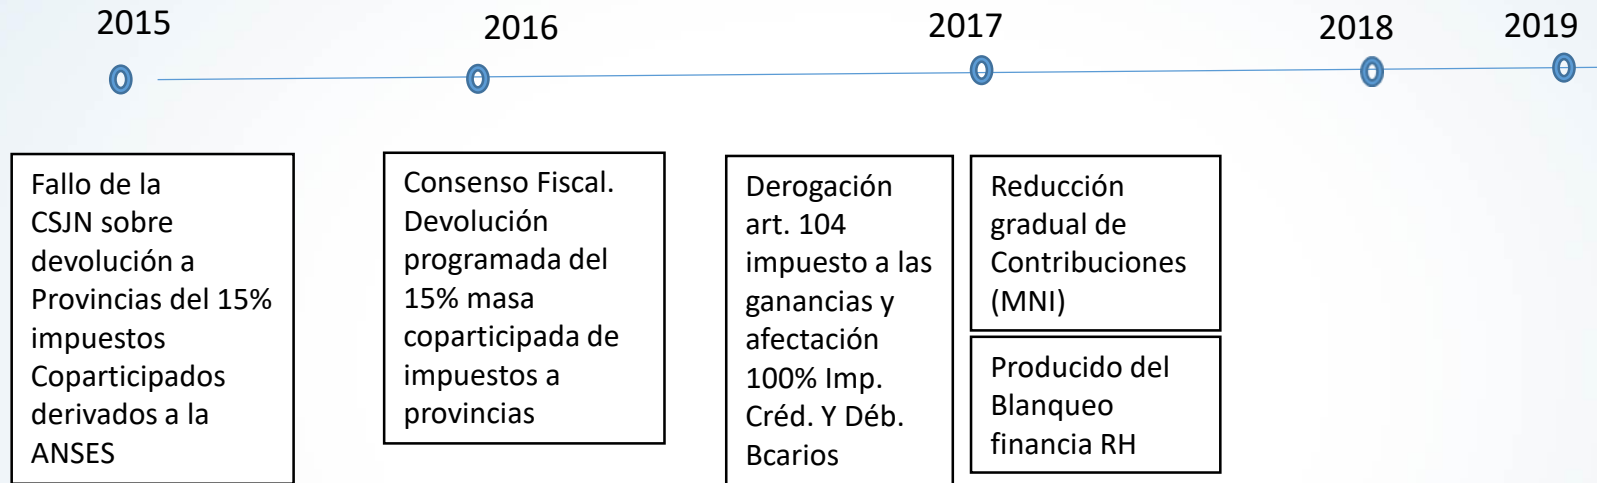 2015
2016
2017
2018
2019
Fallo de la
CSJN sobre
devolución a
Provincias del 15%
impuestos
Coparticipados
derivados a la
ANSES
Consenso Fiscal.
Devolución
programada del
15% masa
coparticipada de
impuestos a
provincias
Derogación
art. 104
impuesto a las
ganancias y
afectación
100% Imp.
Créd. Y Déb.
Bcarios
Reducción
gradual de
Contribuciones
(MNI)
Producido del
Blanqueo
financia RH